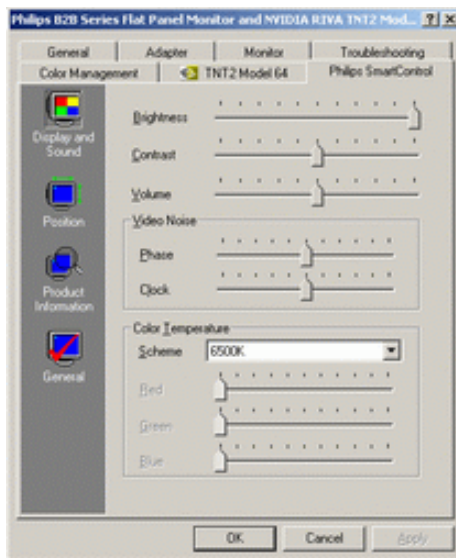 Philips B2B Series Flat Panel Monitor and NVIDIA RIVA TNT2 Mod...
General Adapter Monitor Troubleshooting
Color Management TNT2 Model 64 Philips SmartControl
Display and
Sound
Position
Product
Information
General
Brightness
Contrast
Volume
Video Noise
Phase
Clock
Color Temperature
Scheme 6500K
Red
Green
Blue
OK Cancel Apply